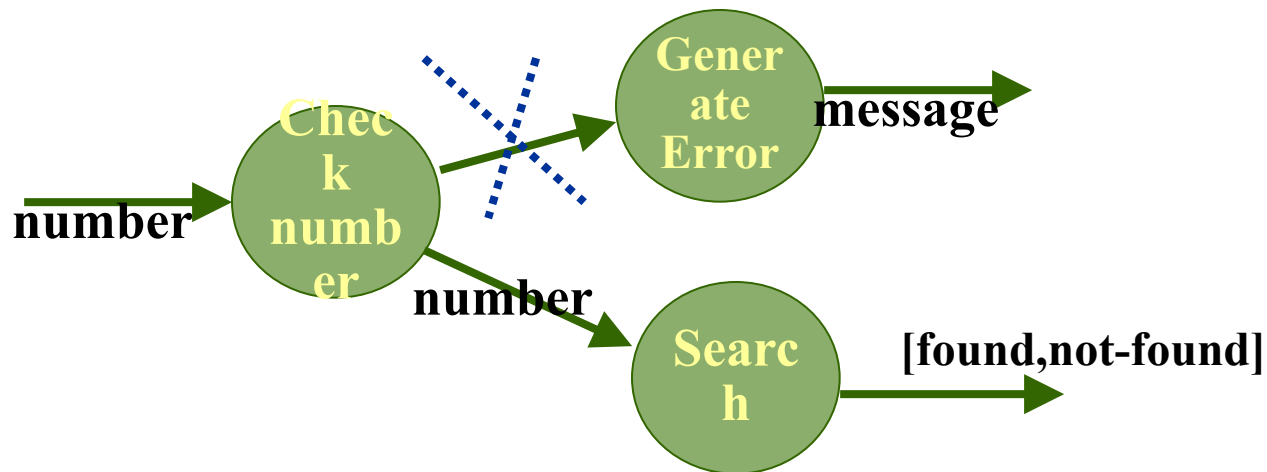 Gener
ate
Error
message
Chec
k
numb
er
number
number
Searc
h
[found,not-found]